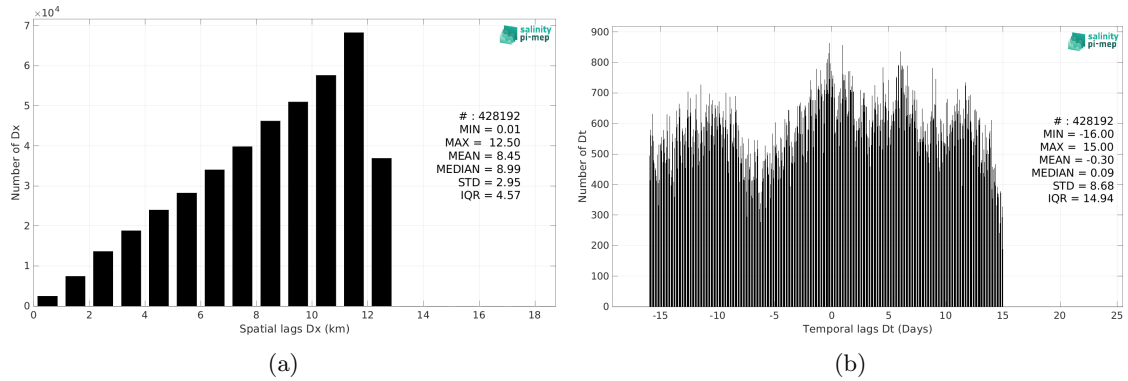 ×10⁴
7
6
5
4
3
2
1
0
Number of Dx
0 2 4 6 8 10 12 14 16 18
Spatial lags Dx (km)
salinity
pi-mep
# : 428192
MIN = 0.01
MAX = 12.50
MEAN = 8.45
MEDIAN = 8.99
STD = 2.95
IQR = 4.57
(a)
900
800
700
600
500
400
300
200
100
0
Number of Dt
-15 -10 -5 0 5 10 15 20 25
Temporal lags Dt (Days)
salinity
pi-mep
# : 428192
MIN = -16.00
MAX = 15.00
MEAN = -0.30
MEDIAN = 0.09
STD = 8.68
IQR = 14.94
(b)